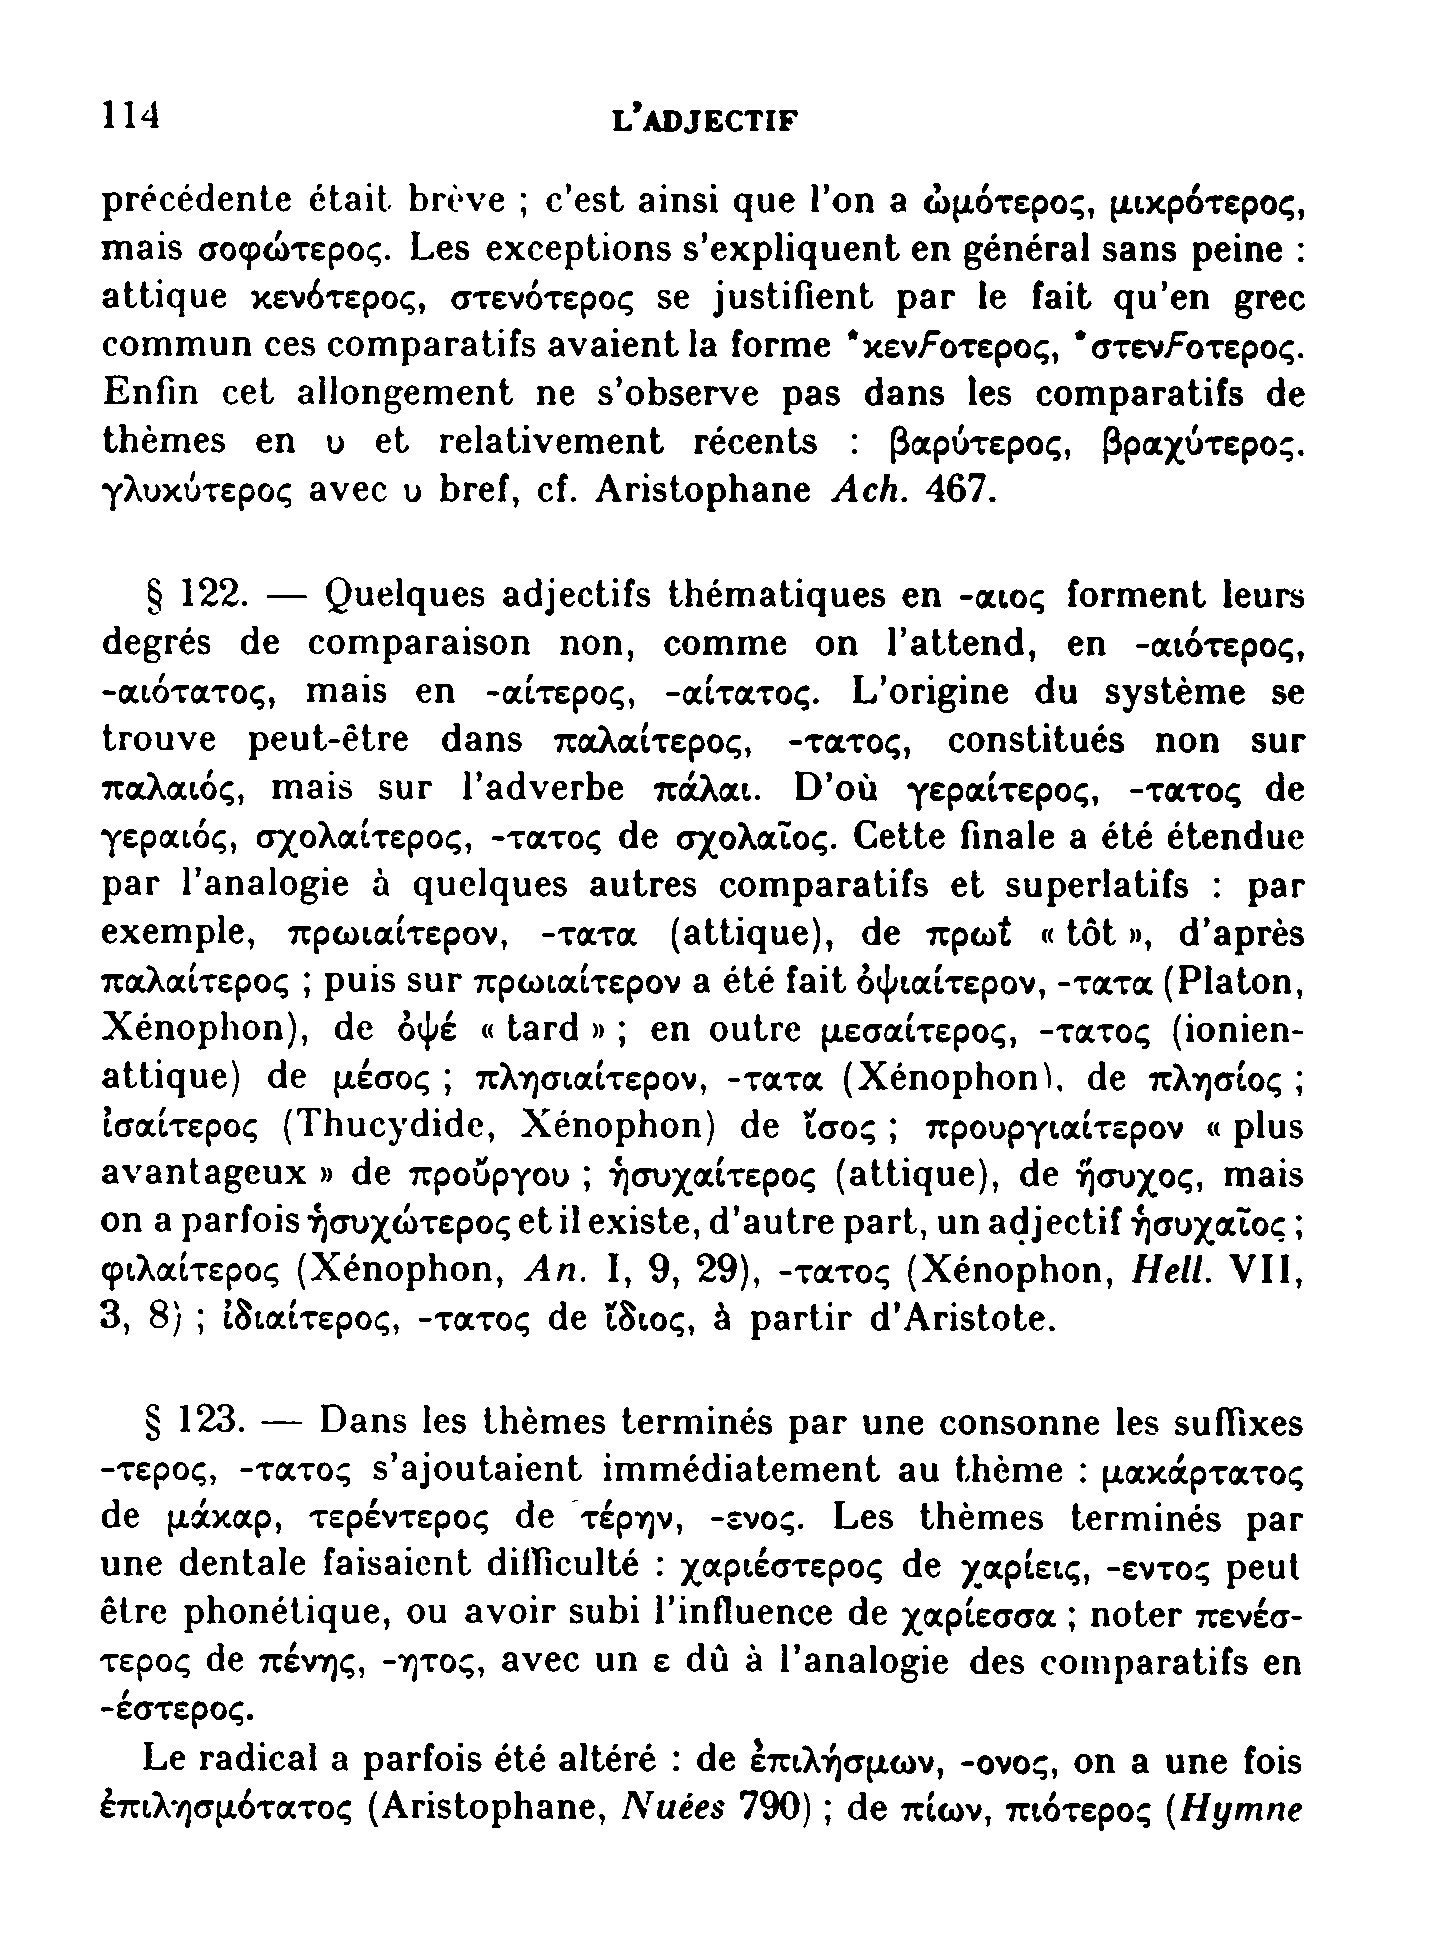 114
L'ADJECTIF
précédente était brève ; c'est ainsi que l'on a ὠμότερος, μικρότερος,
mais σοφώτερος. Les exceptions s'expliquent en général sans peine :
attique κενότερος, στενότερος se justifient par le fait qu'en grec
commun ces comparatifs avaient la forme *κενϜοτερος, *στενϜοτερος.
Enfin cet allongement ne s'observe pas dans les comparatifs de
thèmes en υ et relativement récents : βαρύτερος, βραχύτερος.
γλυκύτερος avec υ bref, cf. Aristophane Ach. 467.
§ 122. — Quelques adjectifs thématiques en -αιος forment leurs
degrés de comparaison non, comme on l'attend, en -αιότερος,
-αιότατος, mais en -αίτερος, -αίτατος. L'origine du système se
trouve peut-être dans παλαίτερος, -τατος, constitués non sur
παλαιός, mais sur l'adverbe πάλαι. D'où γεραίτερος, -τατος de
γεραιός, σχολαίτερος, -τατος de σχολαῖος. Cette finale a été étendue
par l'analogie à quelques autres comparatifs et superlatifs : par
exemple, πρωιαίτερον, -τατα (attique), de πρωΐ « tôt », d'après
παλαίτερος ; puis sur πρωιαίτερον a été fait ὀψιαίτερον, -τατα (Platon,
Xénophon), de ὀψέ « tard » ; en outre μεσαίτερος, -τατος (ionien-
attique) de μέσος ; πλησιαίτερον, -τατα (Xénophon), de πλησίος ;
ἰσαίτερος (Thucydide, Xénophon) de ἴσος ; προυργιαίτερον « plus
avantageux » de προὔργου ; ἡσυχαίτερος (attique), de ἥσυχος, mais
on a parfois ἡσυχώτερος et il existe, d'autre part, un adjectif ἡσυχαῖος ;
φιλαίτερος (Xénophon, An. I, 9, 29), -τατος (Xénophon, Hell. VII,
3, 8) ; ἰδιαίτερος, -τατος de ἴδιος, à partir d'Aristote.
§ 123. — Dans les thèmes terminés par une consonne les suffixes
-τερος, -τατος s'ajoutaient immédiatement au thème : μακάρτατος
de μάκαρ, τερέντερος de τέρην, -ενος. Les thèmes terminés par
une dentale faisaient difficulté : χαριέστερος de χαρίεις, -εντος peut
être phonétique, ou avoir subi l'influence de χαρίεσσα ; noter πενέσ-
τερος de πένης, -ητος, avec un ε dû à l'analogie des comparatifs en
-έστερος.
Le radical a parfois été altéré : de ἐπιλήσμων, -ονος, on a une fois
ἐπιλησμότατος (Aristophane, Nuées 790) ; de πίων, πιότερος (Hymne